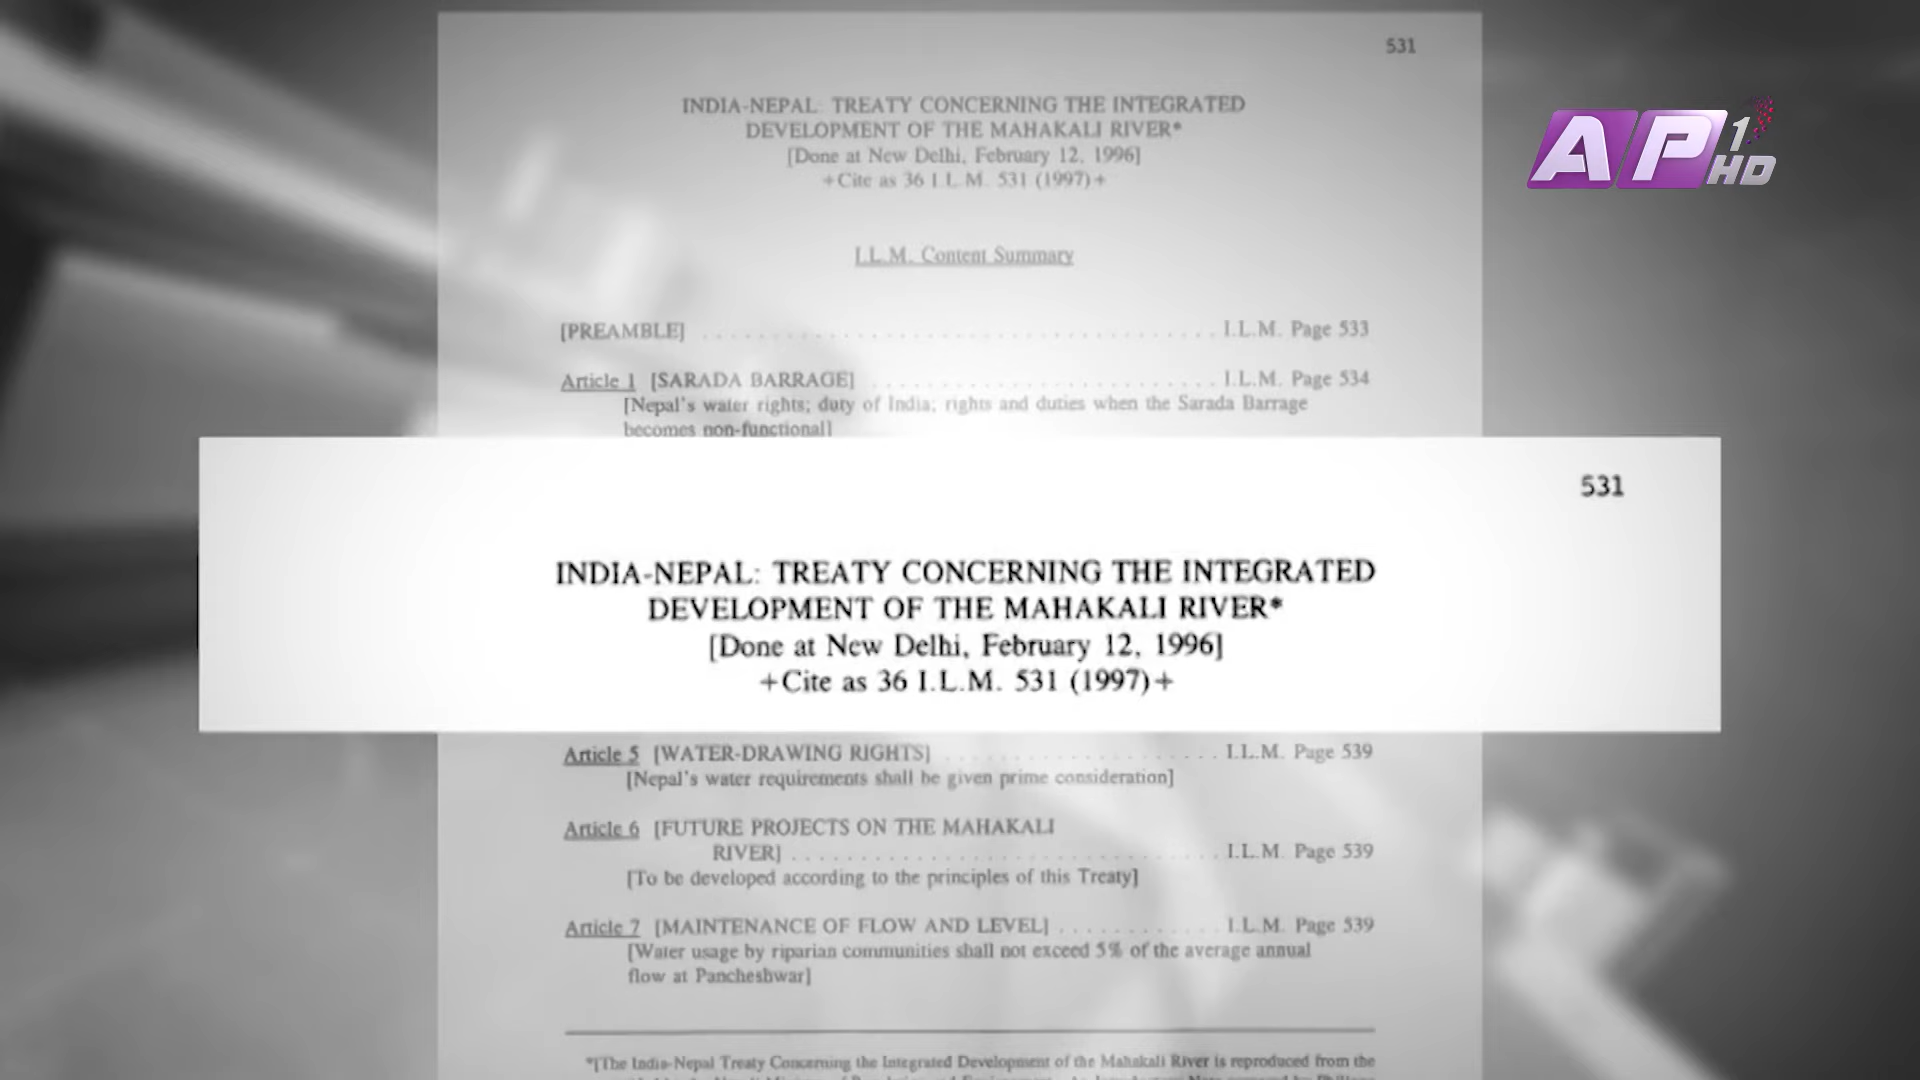 531
INDIA-NEPAL: TREATY CONCERNING THE INTEGRATED
DEVELOPMENT OF THE MAHAKALI RIVER*
[Done at New Delhi, February 12, 1996]
+Cite as 36 I.L.M. 531 (1997)+
I.L.M. Content Summary
[PREAMBLE] . . . . . . . . . . . . . . . . . . . . . . . . . . . . . . . . . . . . . I.L.M. Page 533
Article 1 [SARADA BARRAGE] . . . . . . . . . . . . . . . . . . . . . . . . . I.L.M. Page 534
[Nepal's water rights; duty of India; rights and duties when the Sarada Barrage
becomes non-functional]
AP1 HD
531
INDIA-NEPAL: TREATY CONCERNING THE INTEGRATED
DEVELOPMENT OF THE MAHAKALI RIVER*
[Done at New Delhi, February 12, 1996]
+Cite as 36 I.L.M. 531 (1997)+
Article 5 [WATER-DRAWING RIGHTS] . . . . . . . . . . . . . . . . . . . . I.L.M. Page 539
[Nepal's water requirements shall be given prime consideration]
Article 6 [FUTURE PROJECTS ON THE MAHAKALI
RIVER] . . . . . . . . . . . . . . . . . . . . . . . . . . . . . . . I.L.M. Page 539
[To be developed according to the principles of this Treaty]
Article 7 [MAINTENANCE OF FLOW AND LEVEL] . . . . . . . . . . . . I.L.M. Page 539
[Water usage by riparian communities shall not exceed 5% of the average annual
flow at Pancheshwar]
*[The India-Nepal Treaty Concerning the Integrated Development of the Mahakali River is reproduced from the